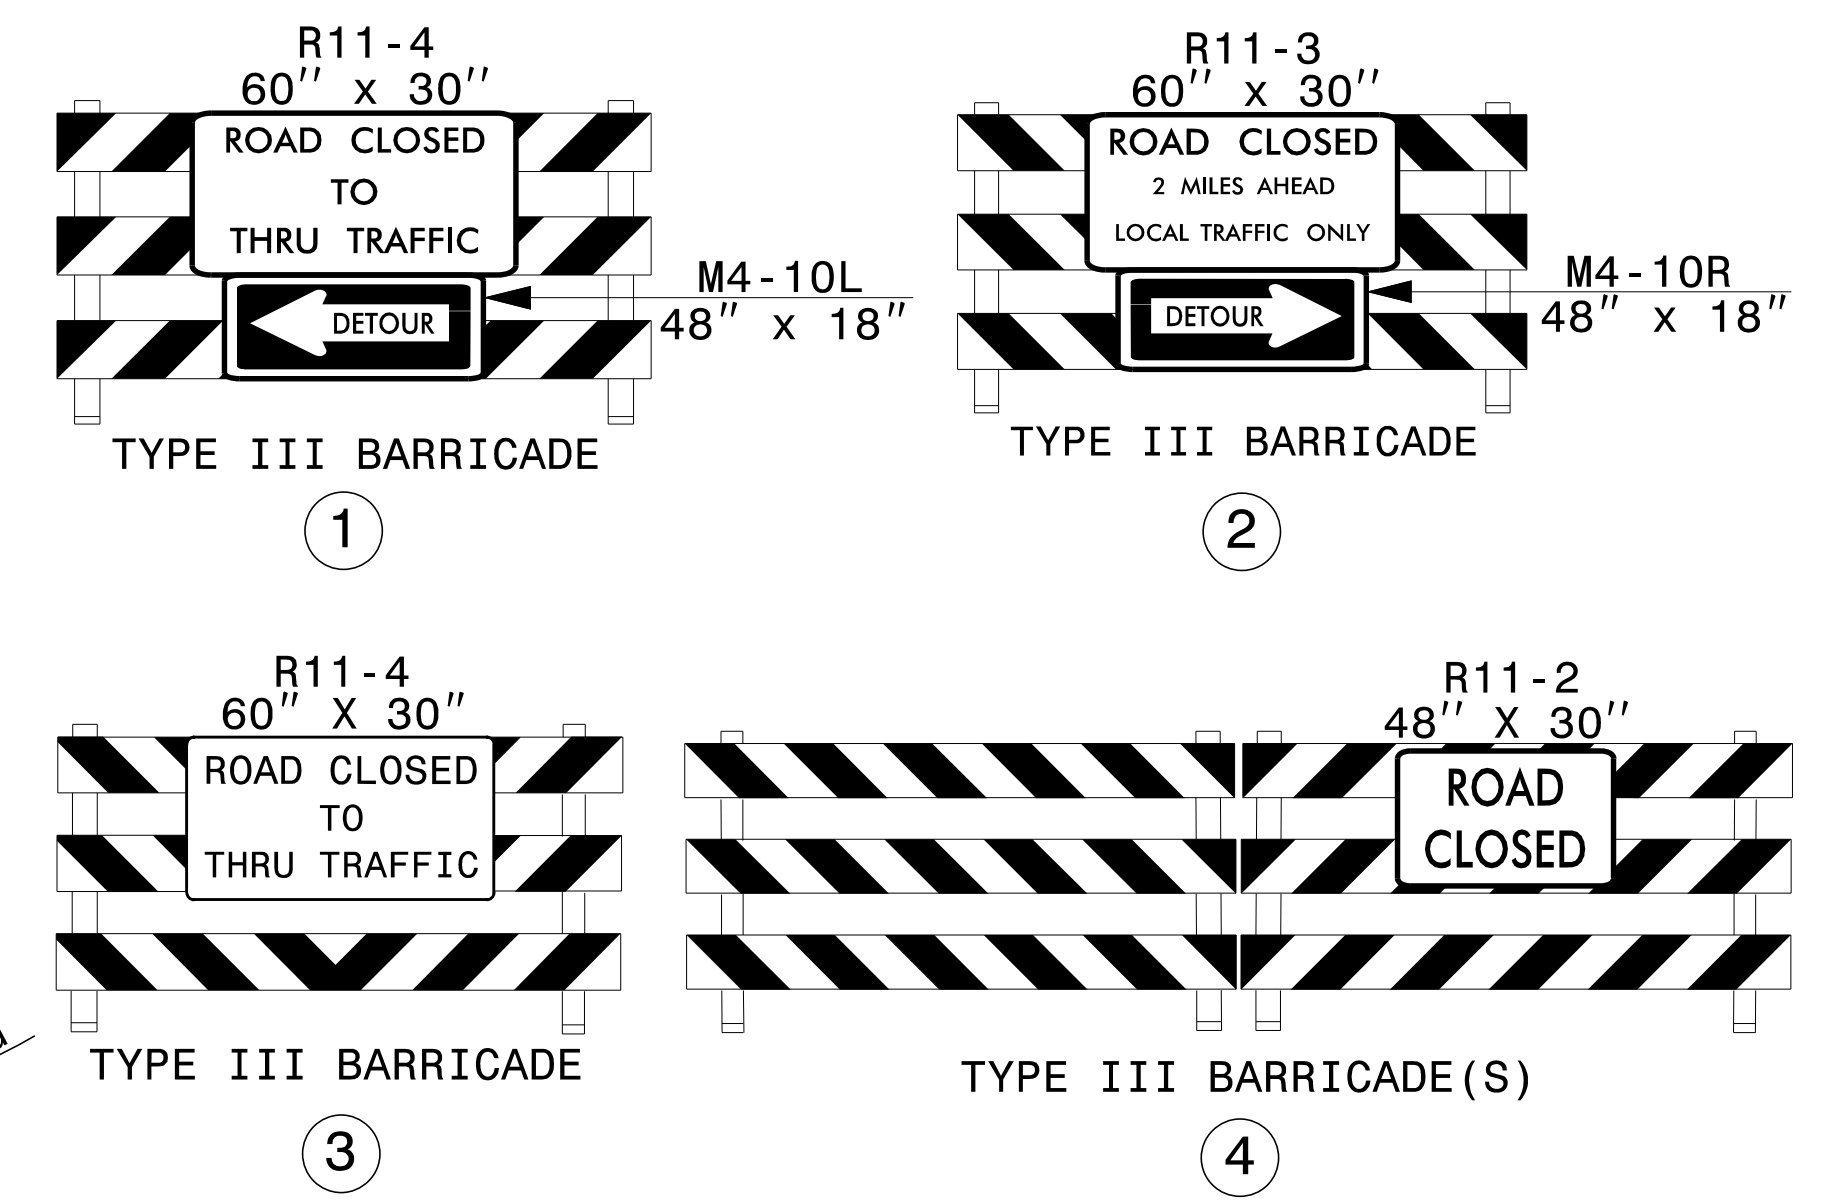 R11-4
60" x 30"
ROAD CLOSED
TO
THRU TRAFFIC
DETOUR
M4-10L
48" x 18"
TYPE III BARRICADE
1
R11-3
60" x 30"
ROAD CLOSED
2 MILES AHEAD
LOCAL TRAFFIC ONLY
DETOUR
M4-10R
48" x 18"
TYPE III BARRICADE
2
R11-4
60" X 30"
ROAD CLOSED
TO
THRU TRAFFIC
TYPE III BARRICADE
3
R11-2
48" X 30"
ROAD
CLOSED
TYPE III BARRICADE(S)
4